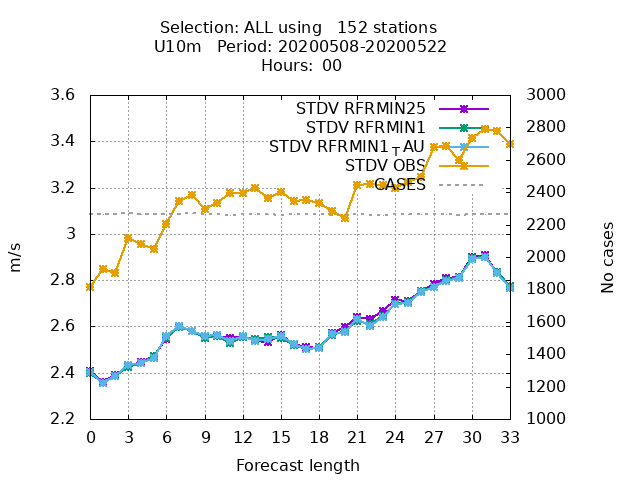 Selection: ALL using   152 stations
U10m   Period: 20200508-20200522
Hours: 00
STDV RFRMIN25
STDV RFRMIN1
STDV RFRMIN1┬AU
STDV OBS
CASES
3.6
3.4
3.2
3
2.8
2.6
2.4
2.2
3000
2800
2600
2400
2200
2000
1800
1600
1400
1200
1000
m/s
No cases
0 3 6 9 12 15 18 21 24 27 30 33
Forecast length